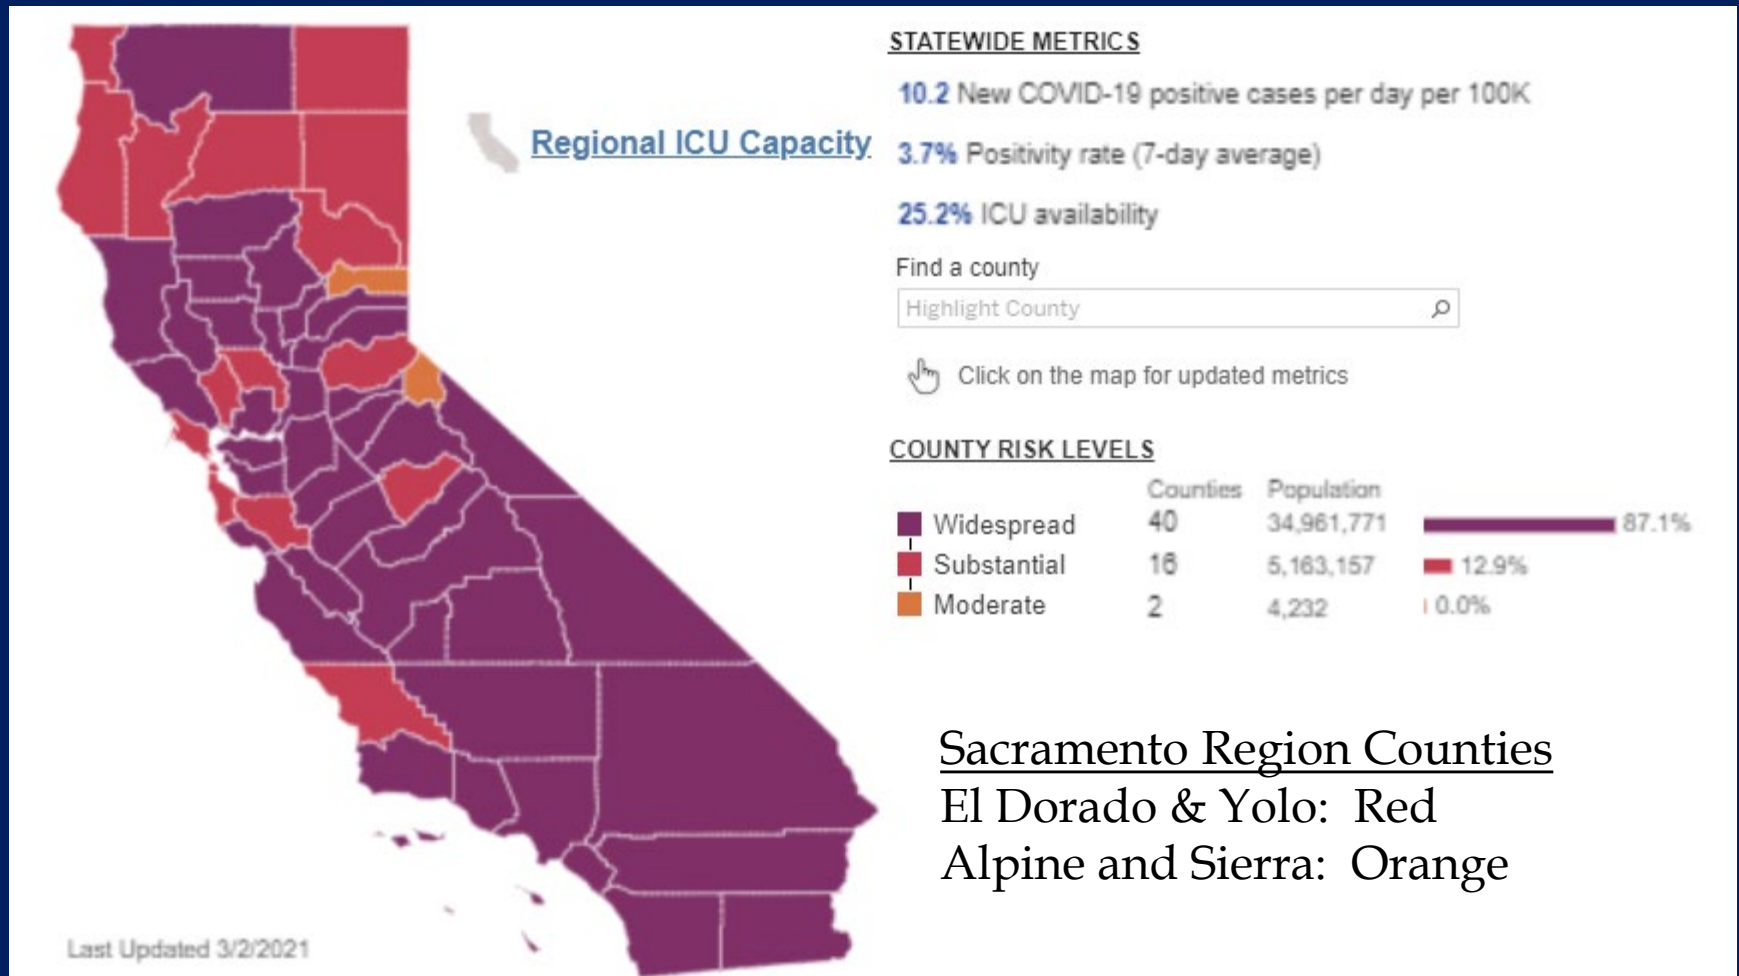 STATEWIDE METRICS
10.2 New COVID-19 positive cases per day per 100K
Regional ICU Capacity
3.7% Positivity rate (7-day average)
25.2% ICU availability
Find a county
Highlight County
Click on the map for updated metrics
COUNTY RISK LEVELS
Counties Population
Widespread 40 34,961,771 87.1%
Substantial 16 5,163,157 12.9%
Moderate 2 4,232 0.0%
Sacramento Region Counties
El Dorado & Yolo: Red
Alpine and Sierra: Orange
Last Updated 3/2/2021